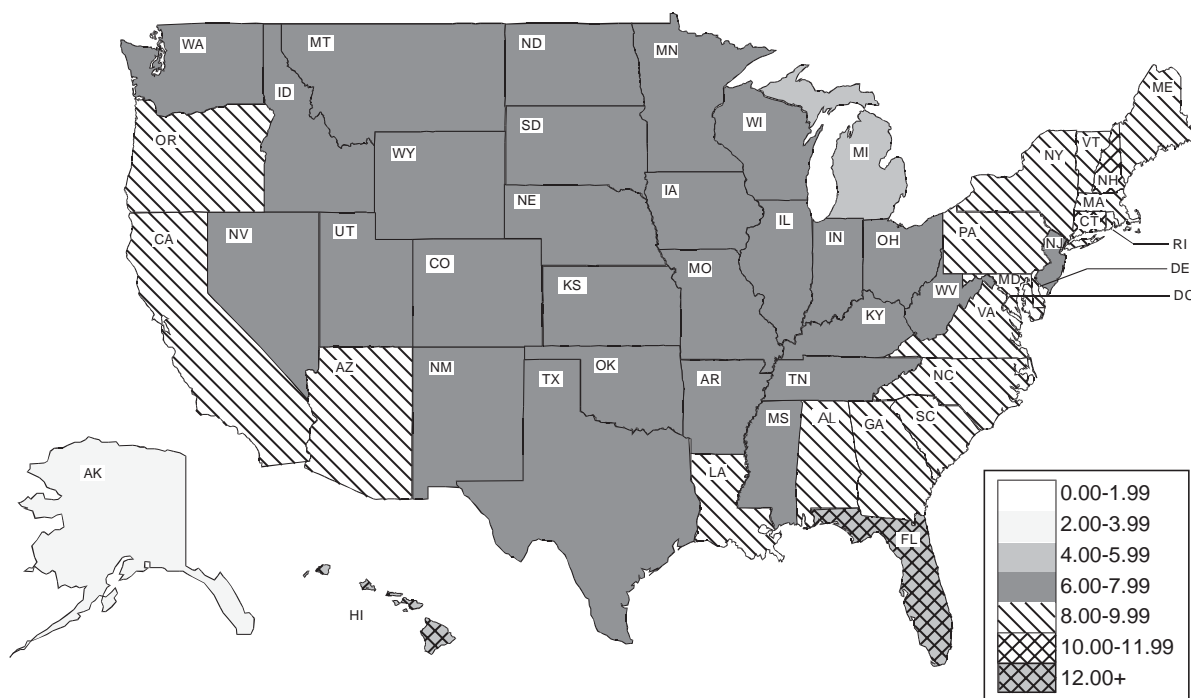 WA
MT
ND
MN
ME
ID
SD
WI
OR
WY
MI
NY
VT
NH
MA
IA
NE
CT
CA
NV
UT
IL
IN
OH
PA
NJ
RI
CO
MO
DE
KS
WV
MD
DC
KY
VA
AZ
NM
OK
TX
AR
TN
NC
MS
AL
GA
SC
LA
AK
FL
HI
0.00-1.99
2.00-3.99
4.00-5.99
6.00-7.99
8.00-9.99
10.00-11.99
12.00+